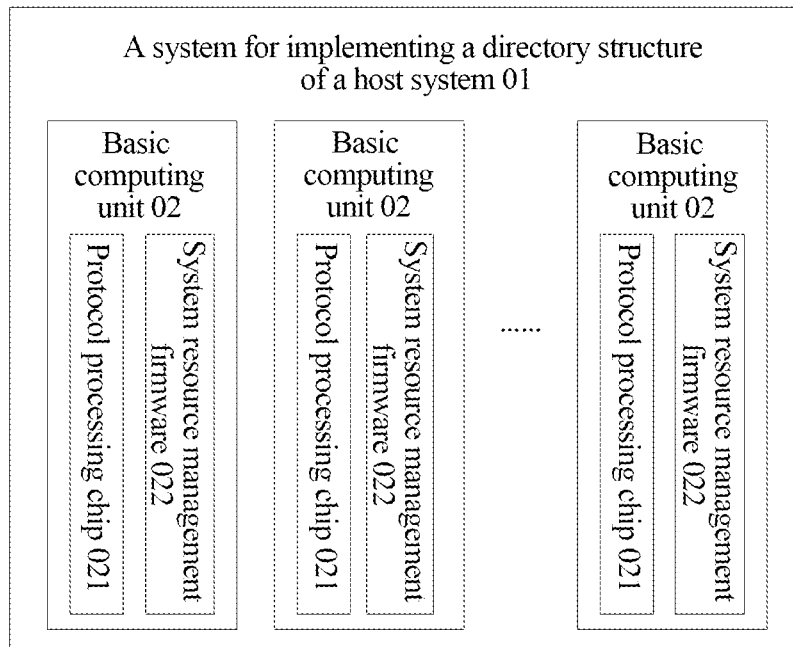 A system for implementing a directory structure
of a host system 01
Basic
computing
unit 02
Protocol processing chip 021
System resource management
firmware 022
Basic
computing
unit 02
Protocol processing chip 021
System resource management
firmware 022
......
Basic
computing
unit 02
Protocol processing chip 021
System resource management
firmware 022